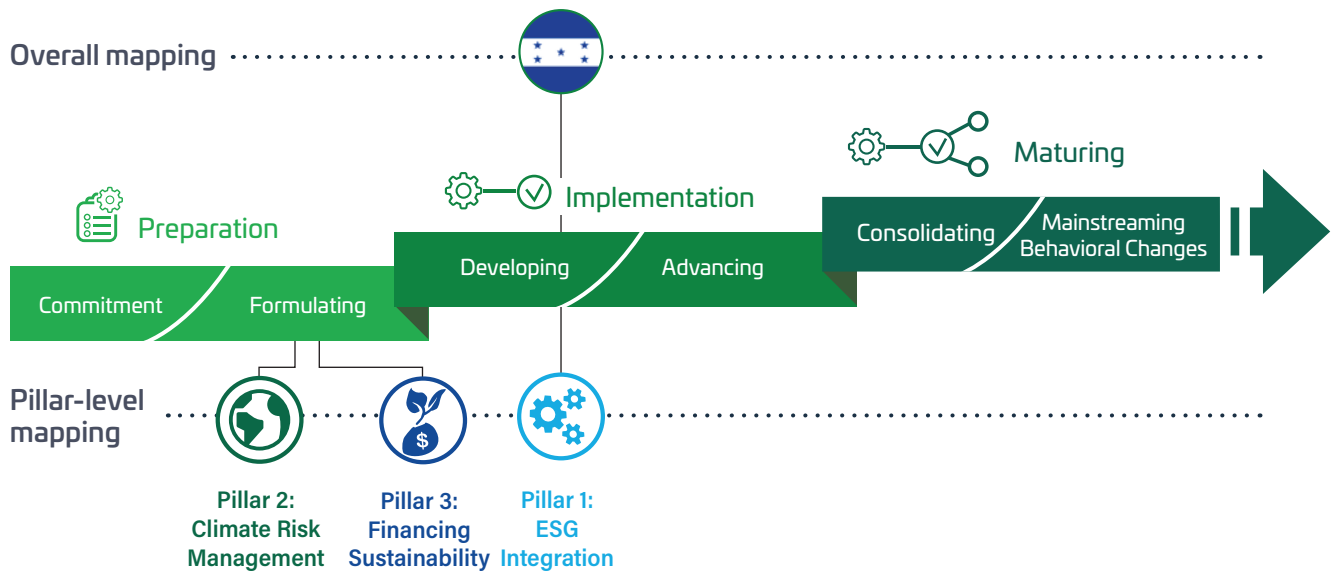 Overall mapping
Preparation
Implementation
Maturing
Commitment
Formulating
Developing
Advancing
Consolidating
Mainstreaming
Behavioral Changes
Pillar-level
mapping
$
Pillar 2:
Climate Risk
Management
Pillar 3:
Financing
Sustainability
Pillar 1:
ESG
Integration